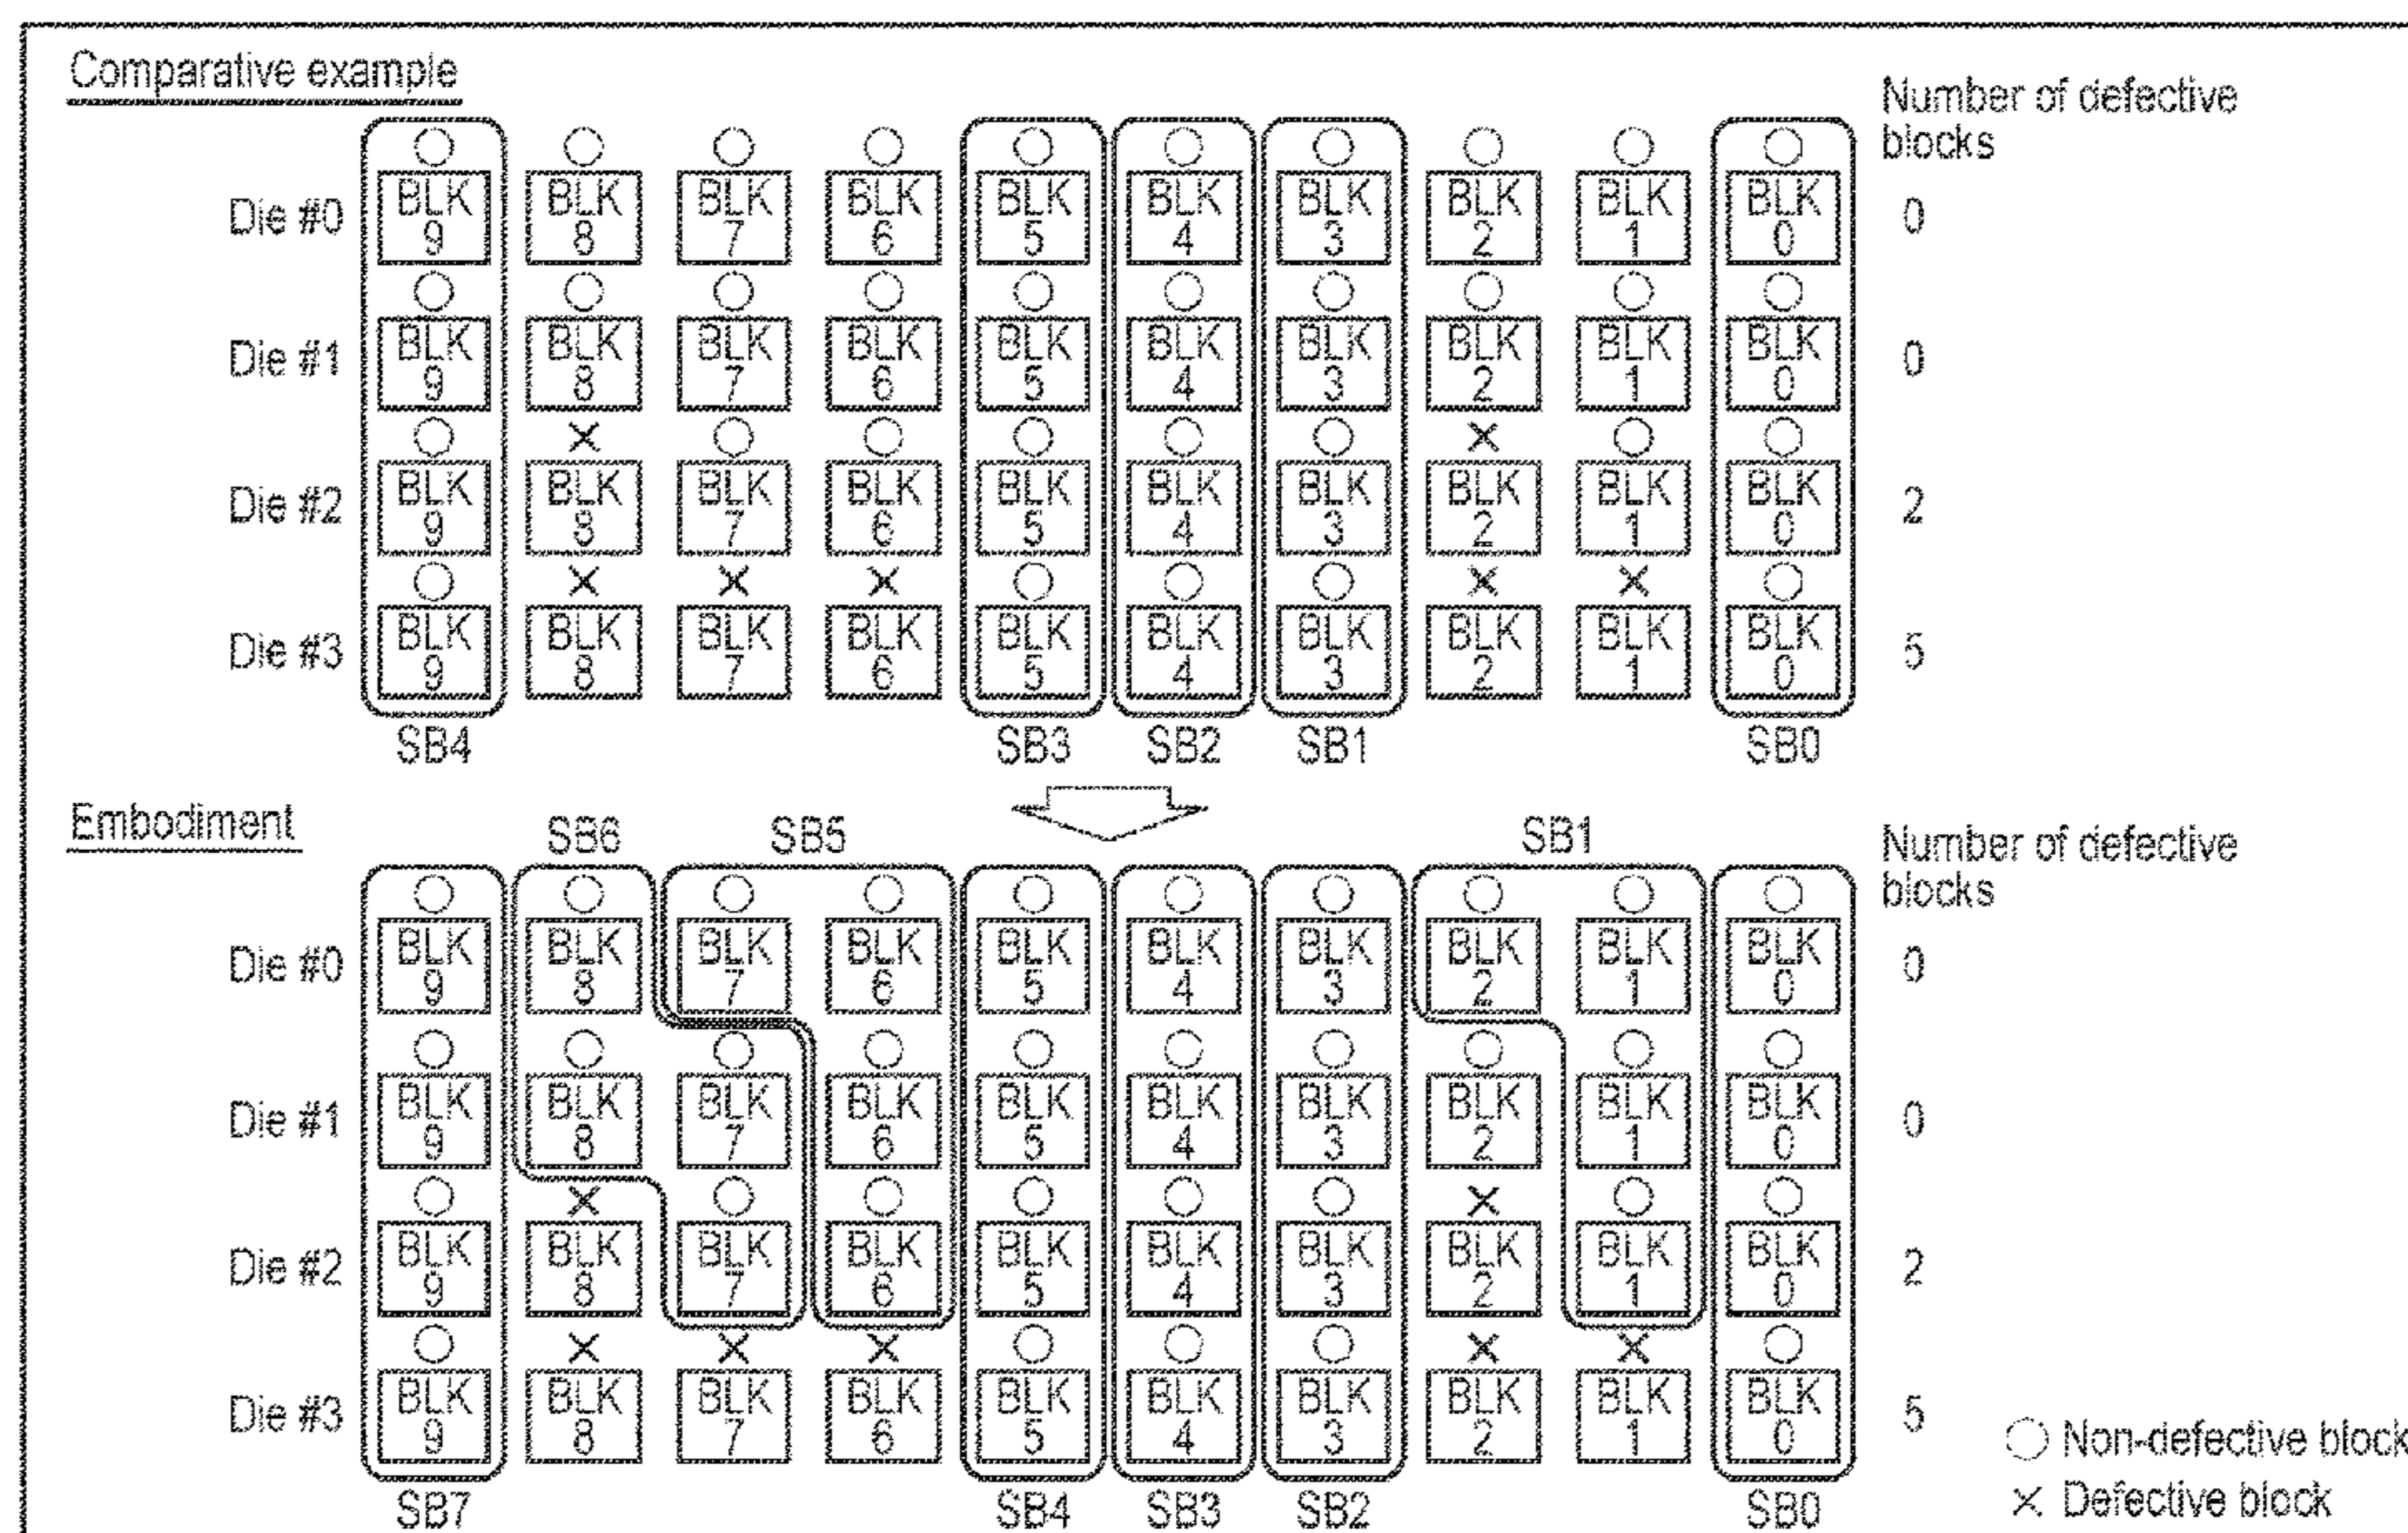 Comparative example
Number of defective
blocks
Die #0 BLK 9 BLK 8 BLK 7 BLK 6 BLK 5 BLK 4 BLK 3 BLK 2 BLK 1 BLK 0 0
Die #1 BLK 9 BLK 8 BLK 7 BLK 6 BLK 5 BLK 4 BLK 3 BLK 2 BLK 1 BLK 0 0
Die #2 BLK 9 BLK 8 BLK 7 BLK 6 BLK 5 BLK 4 BLK 3 BLK 2 BLK 1 BLK 0 2
Die #3 BLK 9 BLK 8 BLK 7 BLK 6 BLK 5 BLK 4 BLK 3 BLK 2 BLK 1 BLK 0 5
SB4 SB3 SB2 SB1 SB0
Embodiment
SB6 SB5 SB1
Number of defective
blocks
Die #0 BLK 9 BLK 8 BLK 7 BLK 6 BLK 5 BLK 4 BLK 3 BLK 2 BLK 1 BLK 0 0
Die #1 BLK 9 BLK 8 BLK 7 BLK 6 BLK 5 BLK 4 BLK 3 BLK 2 BLK 1 BLK 0 0
Die #2 BLK 9 BLK 8 BLK 7 BLK 6 BLK 5 BLK 4 BLK 3 BLK 2 BLK 1 BLK 0 2
Die #3 BLK 9 BLK 8 BLK 7 BLK 6 BLK 5 BLK 4 BLK 3 BLK 2 BLK 1 BLK 0 5
○ Non-defective block
× Defective block
SB7 SB4 SB3 SB2 SB0